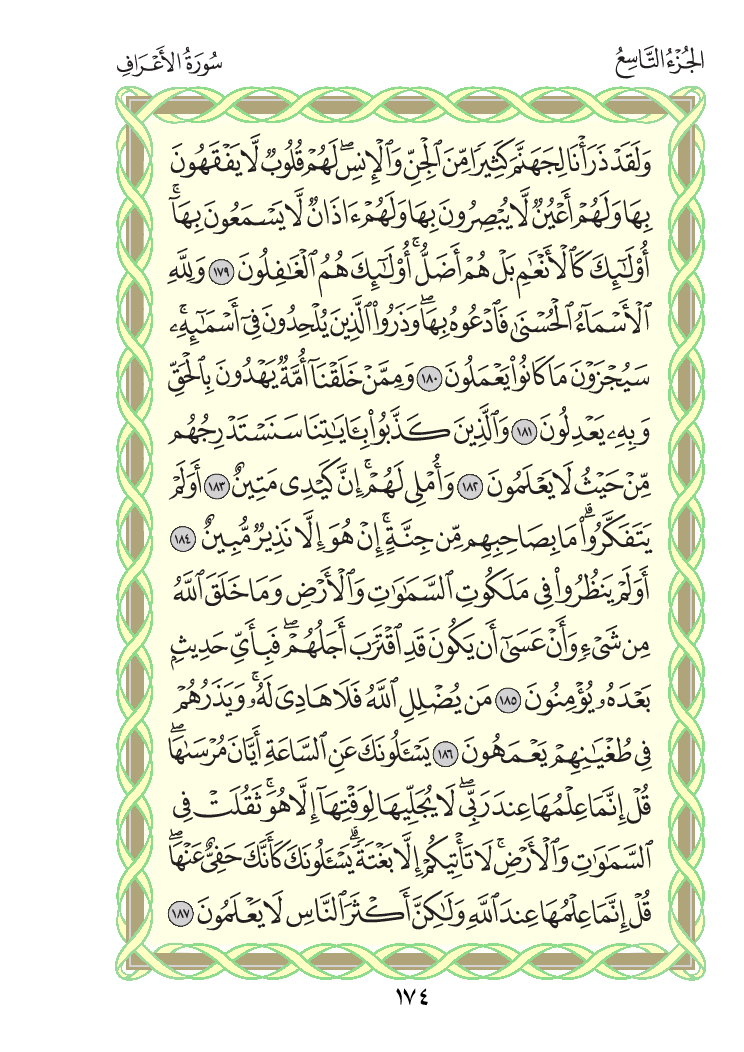 الجُزْءُ التَّاسِعُ
سُورَةُ الأَعْرَافِ
وَلَقَدْ ذَرَأْنَا لِجَهَنَّمَ كَثِيرًا مِّنَ ٱلْجِنِّ وَٱلْإِنسِ ۖ لَهُمْ قُلُوبٌ لَّا يَفْقَهُونَ
بِهَا وَلَهُمْ أَعْيُنٌ لَّا يُبْصِرُونَ بِهَا وَلَهُمْ ءَاذَانٌ لَّا يَسْمَعُونَ بِهَآ ۚ
أُو۟لَـٰٓئِكَ كَٱلْأَنْعَـٰمِ بَلْ هُمْ أَضَلُّ ۚ أُو۟لَـٰٓئِكَ هُمُ ٱلْغَـٰفِلُونَ ١٧٩ وَلِلَّهِ
ٱلْأَسْمَآءُ ٱلْحُسْنَىٰ فَٱدْعُوهُ بِهَا ۖ وَذَرُوا۟ ٱلَّذِينَ يُلْحِدُونَ فِىٓ أَسْمَـٰٓئِهِۦ ۚ
سَيُجْزَوْنَ مَا كَانُوا۟ يَعْمَلُونَ ١٨٠ وَمِمَّنْ خَلَقْنَآ أُمَّةٌ يَهْدُونَ بِٱلْحَقِّ
وَبِهِۦ يَعْدِلُونَ ١٨١ وَٱلَّذِينَ كَذَّبُوا۟ بِـَٔايَـٰتِنَا سَنَسْتَدْرِجُهُم
مِّنْ حَيْثُ لَا يَعْلَمُونَ ١٨٢ وَأُمْلِى لَهُمْ ۚ إِنَّ كَيْدِى مَتِينٌ ١٨٣ أَوَلَمْ
يَتَفَكَّرُوا۟ ۗ مَا بِصَاحِبِهِم مِّن جِنَّةٍ ۚ إِنْ هُوَ إِلَّا نَذِيرٌ مُّبِينٌ ١٨٤
أَوَلَمْ يَنظُرُوا۟ فِى مَلَكُوتِ ٱلسَّمَـٰوَٰتِ وَٱلْأَرْضِ وَمَا خَلَقَ ٱللَّهُ
مِن شَىْءٍ وَأَنْ عَسَىٰٓ أَن يَكُونَ قَدِ ٱقْتَرَبَ أَجَلُهُمْ ۖ فَبِأَىِّ حَدِيثٍۭ
بَعْدَهُۥ يُؤْمِنُونَ ١٨٥ مَن يُضْلِلِ ٱللَّهُ فَلَا هَادِىَ لَهُۥ ۚ وَيَذَرُهُمْ
فِى طُغْيَـٰنِهِمْ يَعْمَهُونَ ١٨٦ يَسْـَٔلُونَكَ عَنِ ٱلسَّاعَةِ أَيَّانَ مُرْسَىٰهَا ۖ
قُلْ إِنَّمَا عِلْمُهَا عِندَ رَبِّى ۖ لَا يُجَلِّيهَا لِوَقْتِهَآ إِلَّا هُوَ ۚ ثَقُلَتْ فِى
ٱلسَّمَـٰوَٰتِ وَٱلْأَرْضِ ۚ لَا تَأْتِيكُمْ إِلَّا بَغْتَةً ۗ يَسْـَٔلُونَكَ كَأَنَّكَ حَفِىٌّ عَنْهَا ۖ
قُلْ إِنَّمَا عِلْمُهَا عِندَ ٱللَّهِ وَلَـٰكِنَّ أَكْثَرَ ٱلنَّاسِ لَا يَعْلَمُونَ ١٨٧
١٧٤